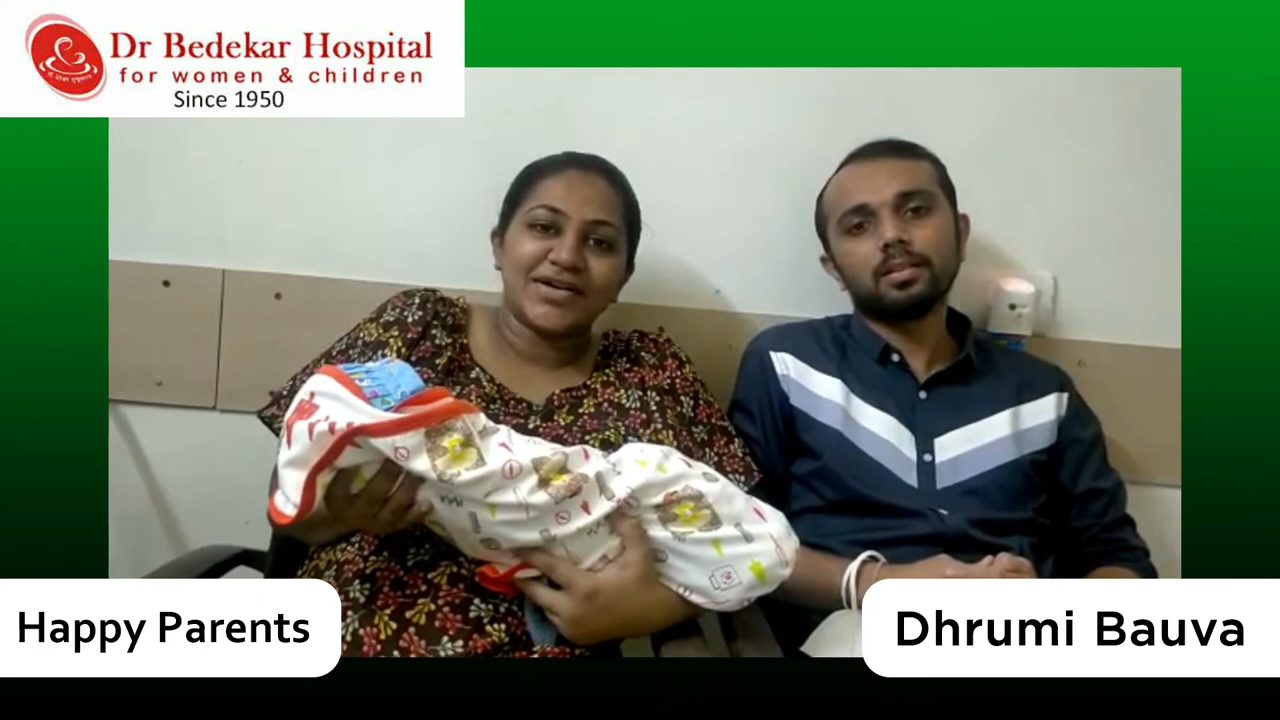 Dr Bedekar Hospital
for women & children
Since 1950
Happy Parents
Dhrumi Bauva